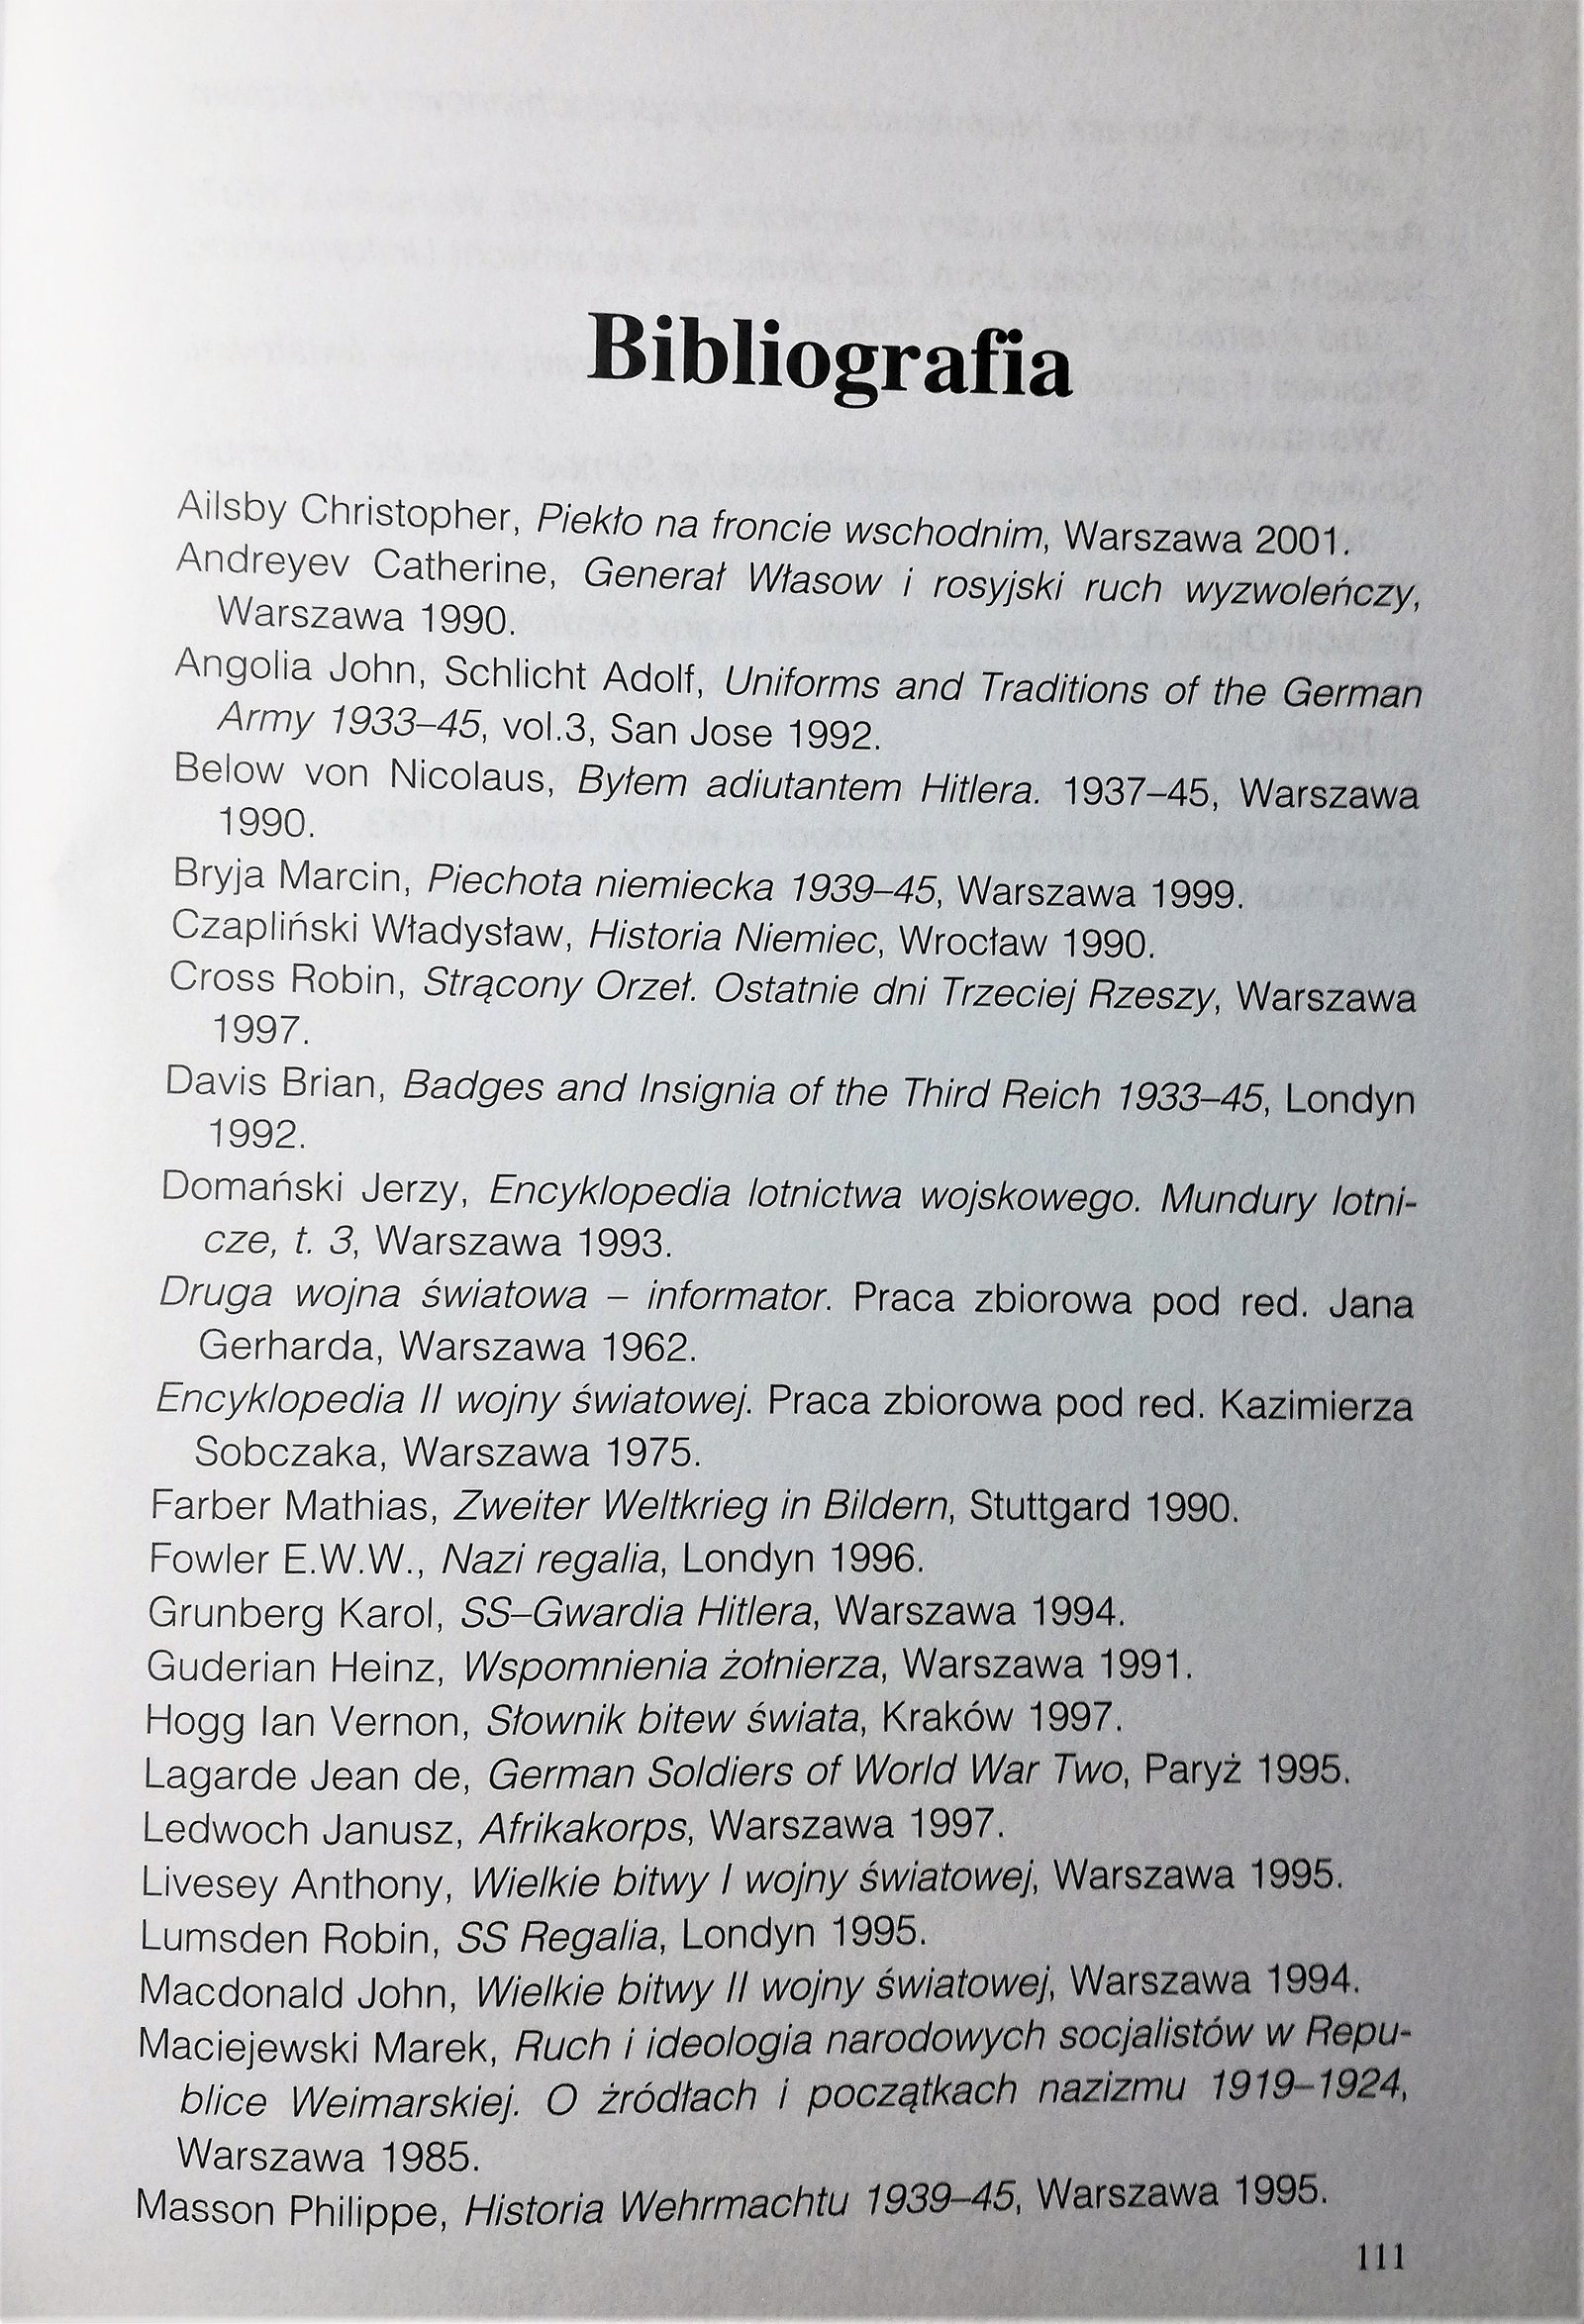 Bibliografia
Ailsby Christopher, Piekło na froncie wschodnim, Warszawa 2001.
Andreyev Catherine, Generał Własow i rosyjski ruch wyzwoleńczy,
Warszawa 1990.
Angolia John, Schlicht Adolf, Uniforms and Traditions of the German
Army 1933–45, vol.3, San Jose 1992.
Below von Nicolaus, Byłem adiutantem Hitlera. 1937–45, Warszawa
1990.
Bryja Marcin, Piechota niemiecka 1939–45, Warszawa 1999.
Czapliński Władysław, Historia Niemiec, Wrocław 1990.
Cross Robin, Strącony Orzeł. Ostatnie dni Trzeciej Rzeszy, Warszawa
1997.
Davis Brian, Badges and Insignia of the Third Reich 1933–45, Londyn
1992.
Domański Jerzy, Encyklopedia lotnictwa wojskowego. Mundury lotni-
cze, t. 3, Warszawa 1993.
Druga wojna światowa – informator. Praca zbiorowa pod red. Jana
Gerharda, Warszawa 1962.
Encyklopedia II wojny światowej. Praca zbiorowa pod red. Kazimierza
Sobczaka, Warszawa 1975.
Farber Mathias, Zweiter Weltkrieg in Bildern, Stuttgard 1990.
Fowler E.W.W., Nazi regalia, Londyn 1996.
Grunberg Karol, SS–Gwardia Hitlera, Warszawa 1994.
Guderian Heinz, Wspomnienia żołnierza, Warszawa 1991.
Hogg Ian Vernon, Słownik bitew świata, Kraków 1997.
Lagarde Jean de, German Soldiers of World War Two, Paryż 1995.
Ledwoch Janusz, Afrikakorps, Warszawa 1997.
Livesey Anthony, Wielkie bitwy I wojny światowej, Warszawa 1995.
Lumsden Robin, SS Regalia, Londyn 1995.
Macdonald John, Wielkie bitwy II wojny światowej, Warszawa 1994.
Maciejewski Marek, Ruch i ideologia narodowych socjalistów w Repu-
blice Weimarskiej. O żródłach i początkach nazizmu 1919–1924,
Warszawa 1985.
Masson Philippe, Historia Wehrmachtu 1939–45, Warszawa 1995.
111